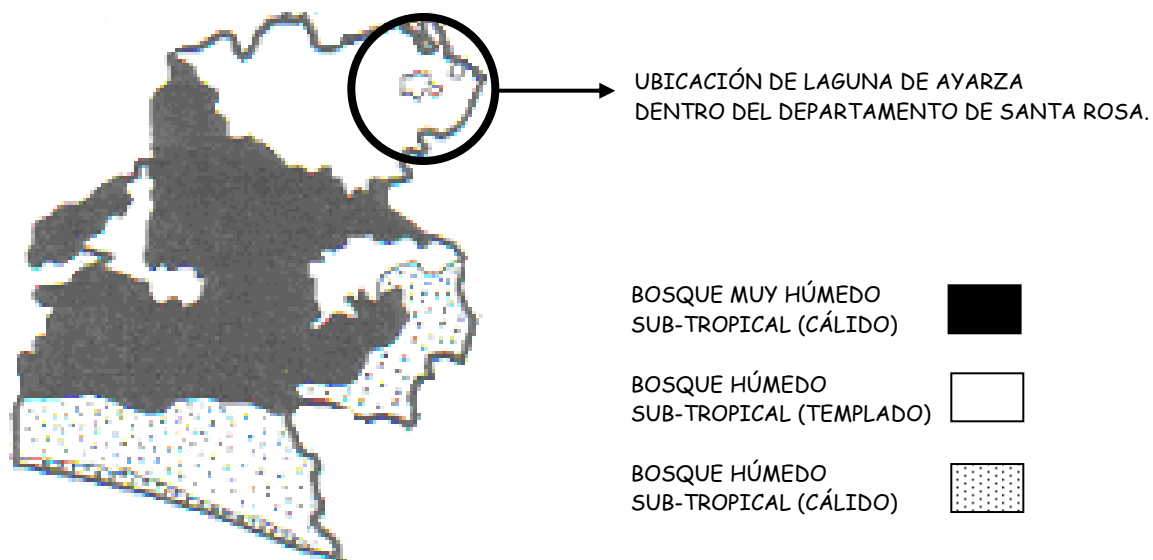 UBICACIÓN DE LAGUNA DE AYARZA
DENTRO DEL DEPARTAMENTO DE SANTA ROSA.
BOSQUE MUY HÚMEDO
SUB-TROPICAL (CÁLIDO)
BOSQUE HÚMEDO
SUB-TROPICAL (TEMPLADO)
BOSQUE HÚMEDO
SUB-TROPICAL (CÁLIDO)